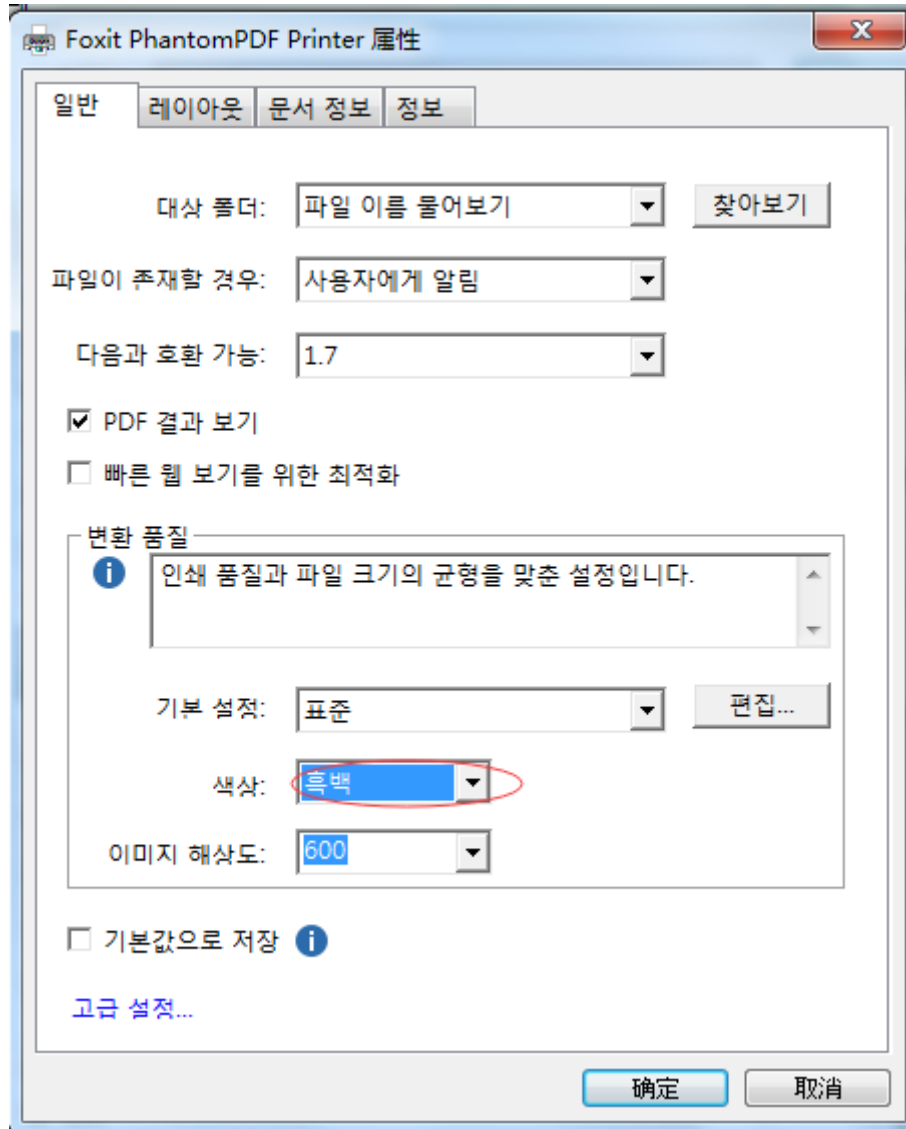 Foxit PhantomPDF Printer 属性
일반 레이아웃 문서 정보 정보
대상 폴더: 파일 이름 물어보기 찾아보기
파일이 존재할 경우: 사용자에게 알림
다음과 호환 가능: 1.7
PDF 결과 보기
빠른 웹 보기를 위한 최적화
변환 품질
인쇄 품질과 파일 크기의 균형을 맞춘 설정입니다.
기본 설정: 표준 편집...
색상: 흑백
이미지 해상도: 600
기본값으로 저장
고급 설정...
确定 取消